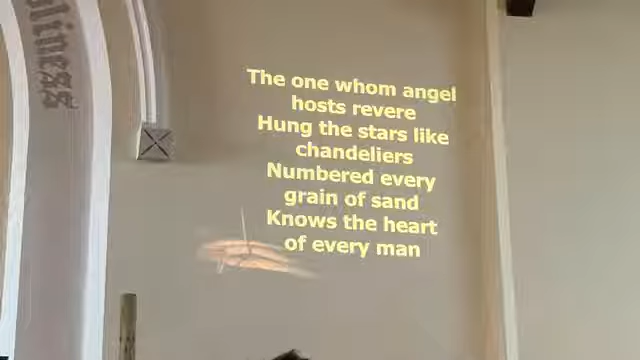 The one whom angel
hosts revere
Hung the stars like
chandeliers
Numbered every
grain of sand
Knows the heart
of every man